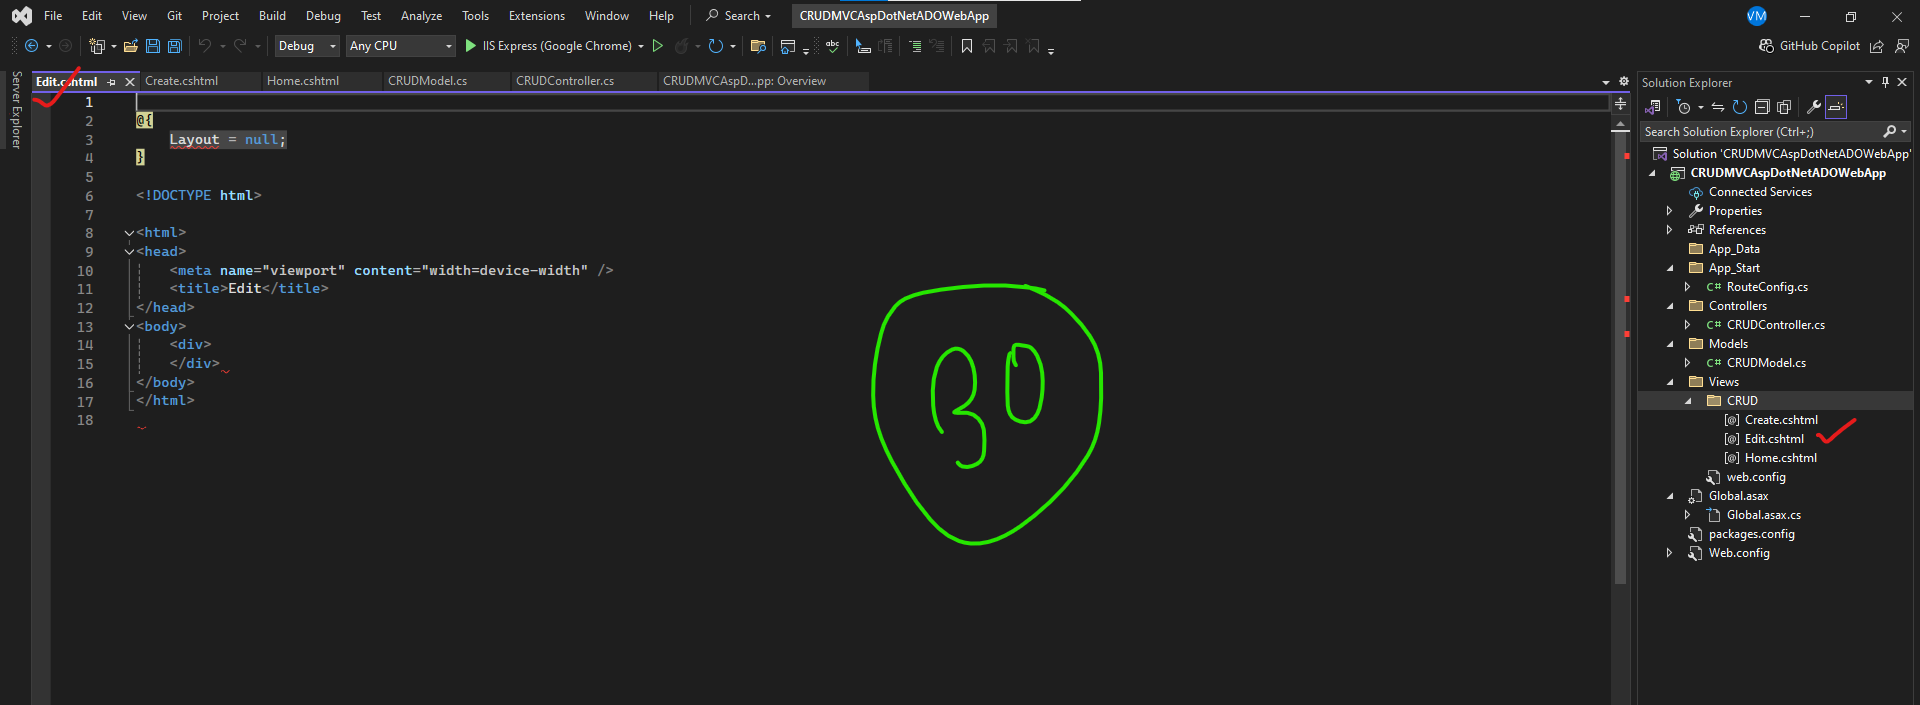 File Edit View Git Project Build Debug Test Analyze Tools Extensions Window Help Search CRUDMVCAspDotNetADOWebApp VM
Debug Any CPU IIS Express (Google Chrome) abc GitHub Copilot
Server Explorer
Edit.cshtml Create.cshtml Home.cshtml CRUDModel.cs CRUDController.cs CRUDMVCAspD...pp: Overview
1
2 @{
3 Layout = null;
4 }
5
6 <!DOCTYPE html>
7
8 <html>
9 <head>
10 <meta name="viewport" content="width=device-width" />
11 <title>Edit</title>
12 </head>
13 <body>
14 <div>
15 </div>
16 </body>
17 </html>
18
30
Solution Explorer
Search Solution Explorer (Ctrl+;)
Solution 'CRUDMVCAspDotNetADOWebApp'
CRUDMVCAspDotNetADOWebApp
Connected Services
Properties
References
App_Data
App_Start
C# RouteConfig.cs
Controllers
C# CRUDController.cs
Models
C# CRUDModel.cs
Views
CRUD
[@] Create.cshtml
[@] Edit.cshtml
[@] Home.cshtml
web.config
Global.asax
Global.asax.cs
packages.config
Web.config